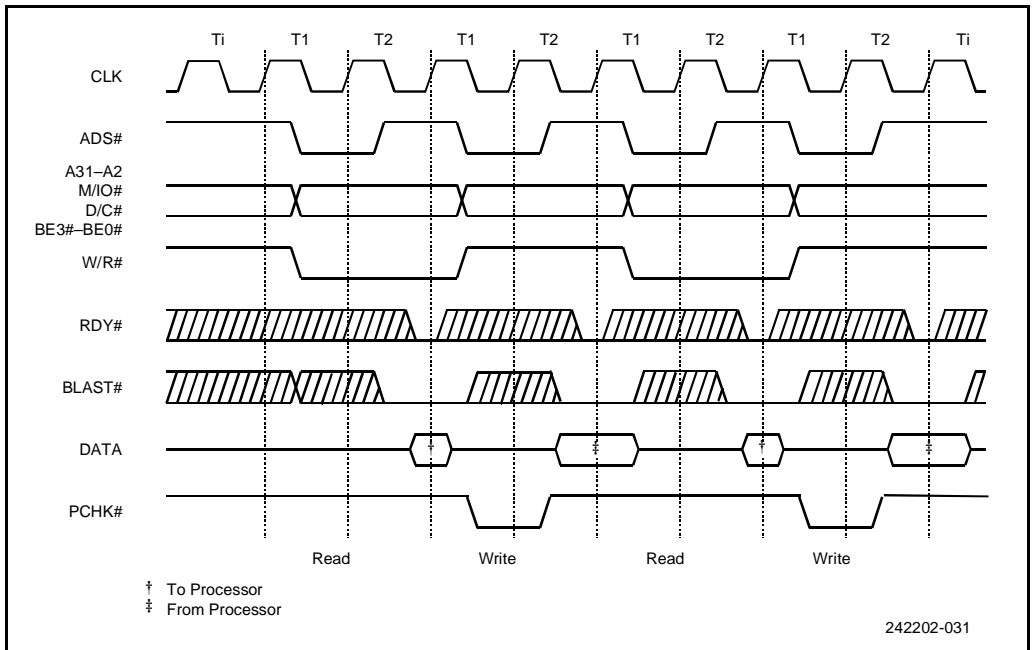 Ti T1 T2 T1 T2 T1 T2 T1 T2 Ti
CLK
ADS#
A31–A2
M/IO#
D/C#
BE3#–BE0#
W/R#
RDY#
BLAST#
DATA
† ‡ † ‡
PCHK#
Read Write Read Write
† To Processor
‡ From Processor
242202-031